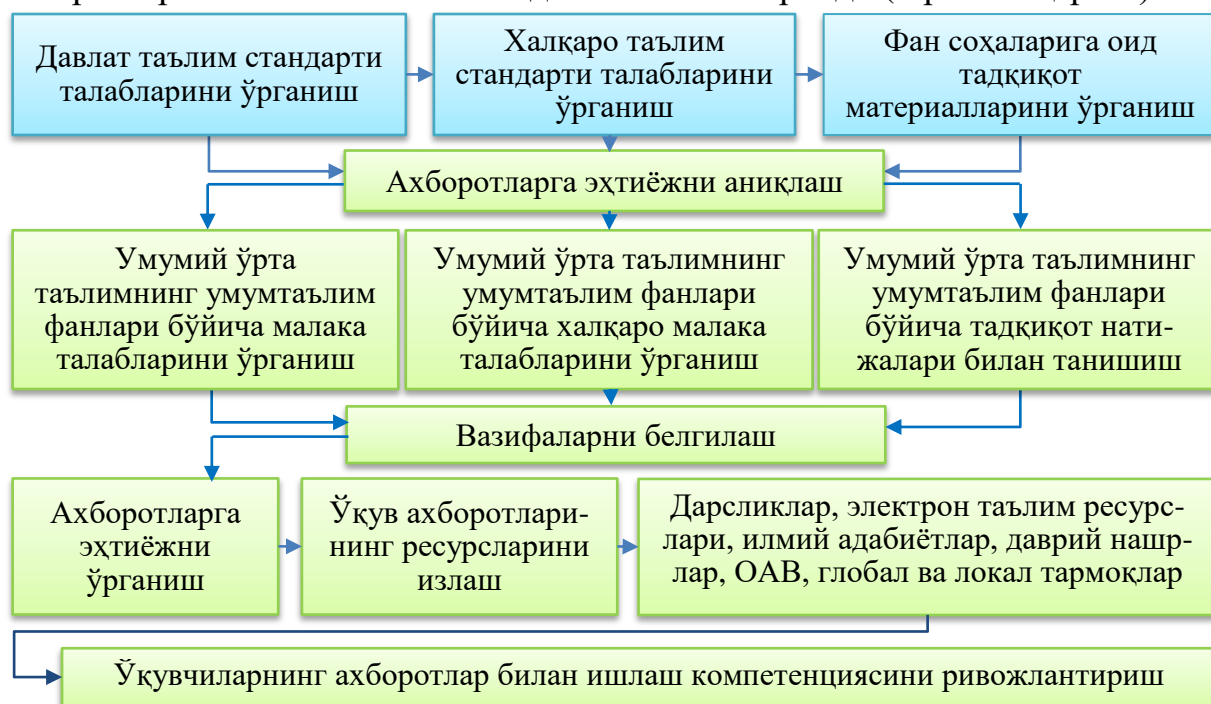 Давлат таълим стандарти
талабларини ўрганиш
Халқаро таълим
стандарти талабларини
ўрганиш
Фан соҳаларига оид
тадқиқот
материалларини ўрганиш
Ахборотларга эҳтиёжни аниқлаш
Умумий ўрта
таълимнинг умумтаълим
фанлари бўйича малака
талабларини ўрганиш
Умумий ўрта таълимнинг
умумтаълим фанлари
бўйича халқаро малака
талабларини ўрганиш
Умумий ўрта таълимнинг
умумтаълим фанлари
бўйича тадқиқот нати-
жалари билан танишиш
Вазифаларни белгилаш
Ахборотларга
эҳтиёжни
ўрганиш
Ўқув ахборотлари-
нинг ресурсларини
излаш
Дарсликлар, электрон таълим ресурс-
лари, илмий адабиётлар, даврий нашр-
лар, ОАВ, глобал ва локал тармоқлар
Ўқувчиларнинг ахборотлар билан ишлаш компетенциясини ривожлантириш